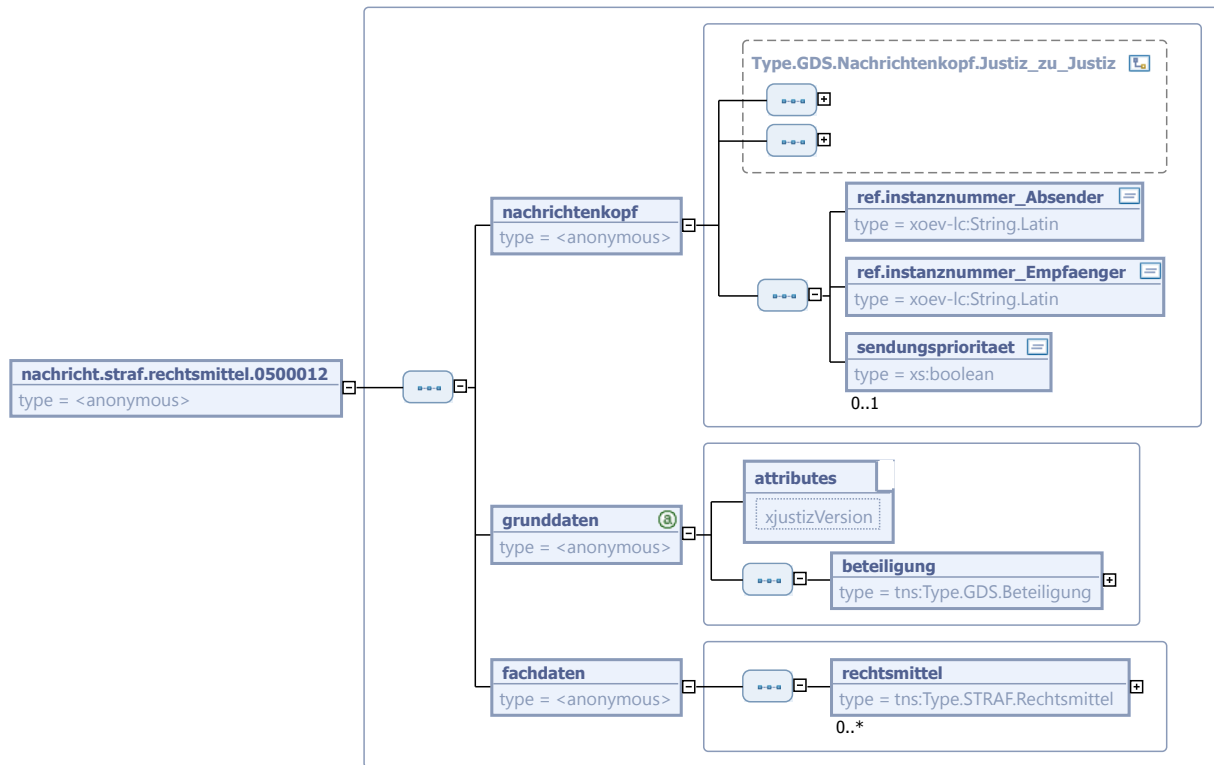 Type.GDS.Nachrichtenkopf.Justiz_zu_Justiz
nachrichtenkopf
type = <anonymous>
ref.instanznummer_Absender
type = xoev-lc:String.Latin
ref.instanznummer_Empfaenger
type = xoev-lc:String.Latin
sendungsprioritaet
type = xs:boolean
0..1
nachricht.straf.rechtsmittel.0500012
type = <anonymous>
grunddaten
type = <anonymous>
attributes
xjustizVersion
beteiligung
type = tns:Type.GDS.Beteiligung
fachdaten
type = <anonymous>
rechtsmittel
type = tns:Type.STRAF.Rechtsmittel
0..*